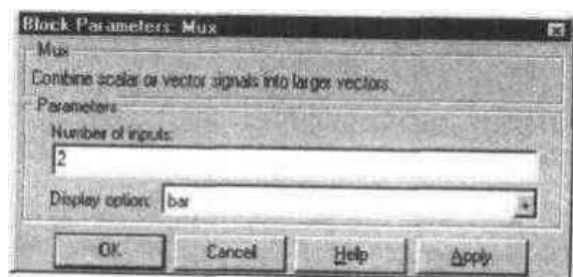 Block Parameters: Mux
Mux
Combine scalar or vector signals into larger vectors.
Parameters
Number of inputs:
2
Display option: bar
OK Cancel Help Apply